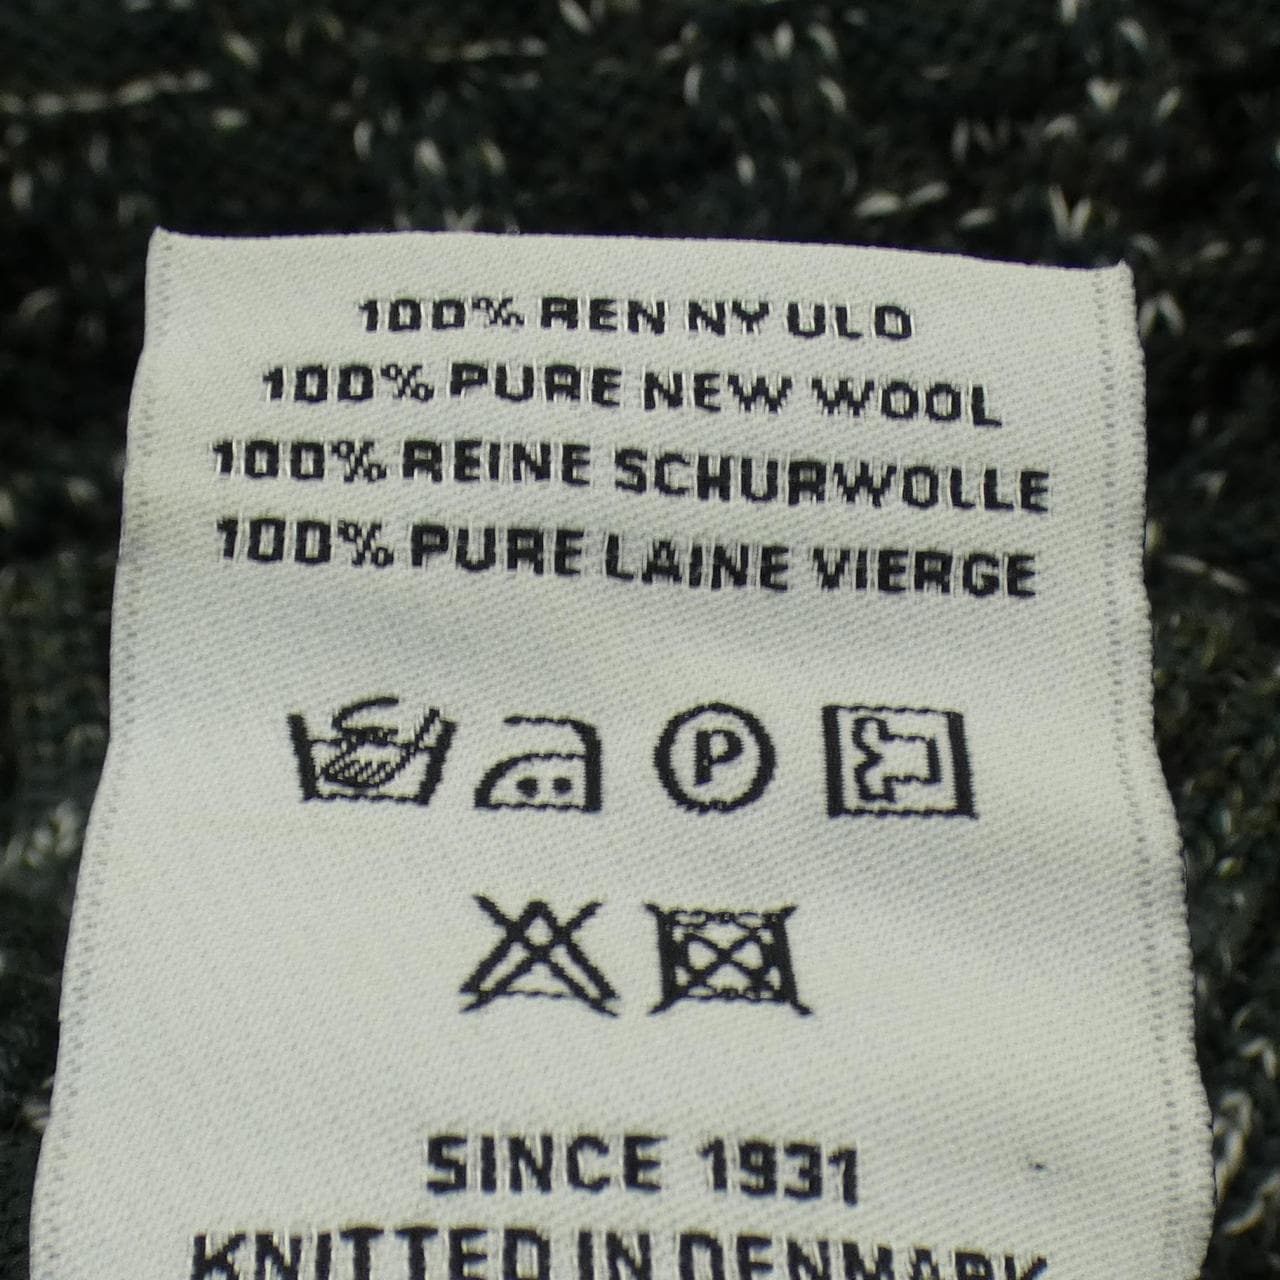 100% REN NY ULD
100% PURE NEW WOOL
100% REINE SCHURWOLLE
100% PURE LAINE VIERGE
P
SINCE 1931
KNITTED IN DENMARK